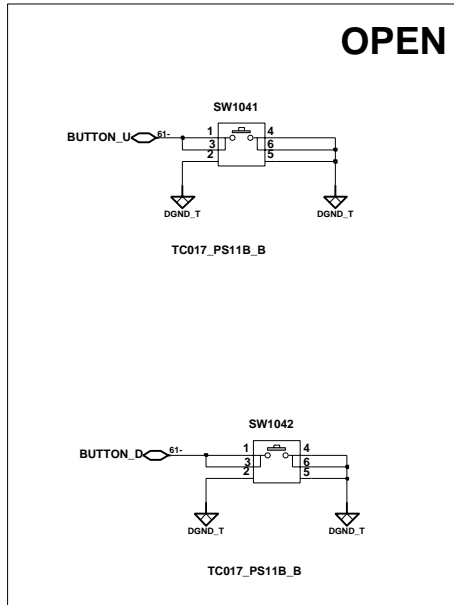 OPEN
SW1041
BUTTON_U 61- 1 4
3 6
2 5
DGND_T DGND_T
TC017_PS11B_B
SW1042
BUTTON_D 61- 1 4
3 6
2 5
DGND_T DGND_T
TC017_PS11B_B